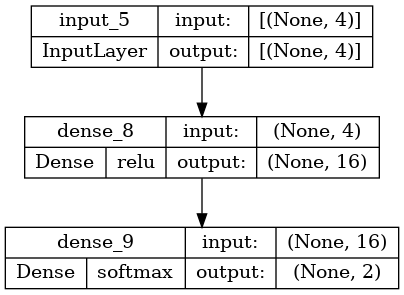 input_5 input: [(None, 4)]
InputLayer output: [(None, 4)]
dense_8 input: (None, 4)
Dense relu output: (None, 16)
dense_9 input: (None, 16)
Dense softmax output: (None, 2)